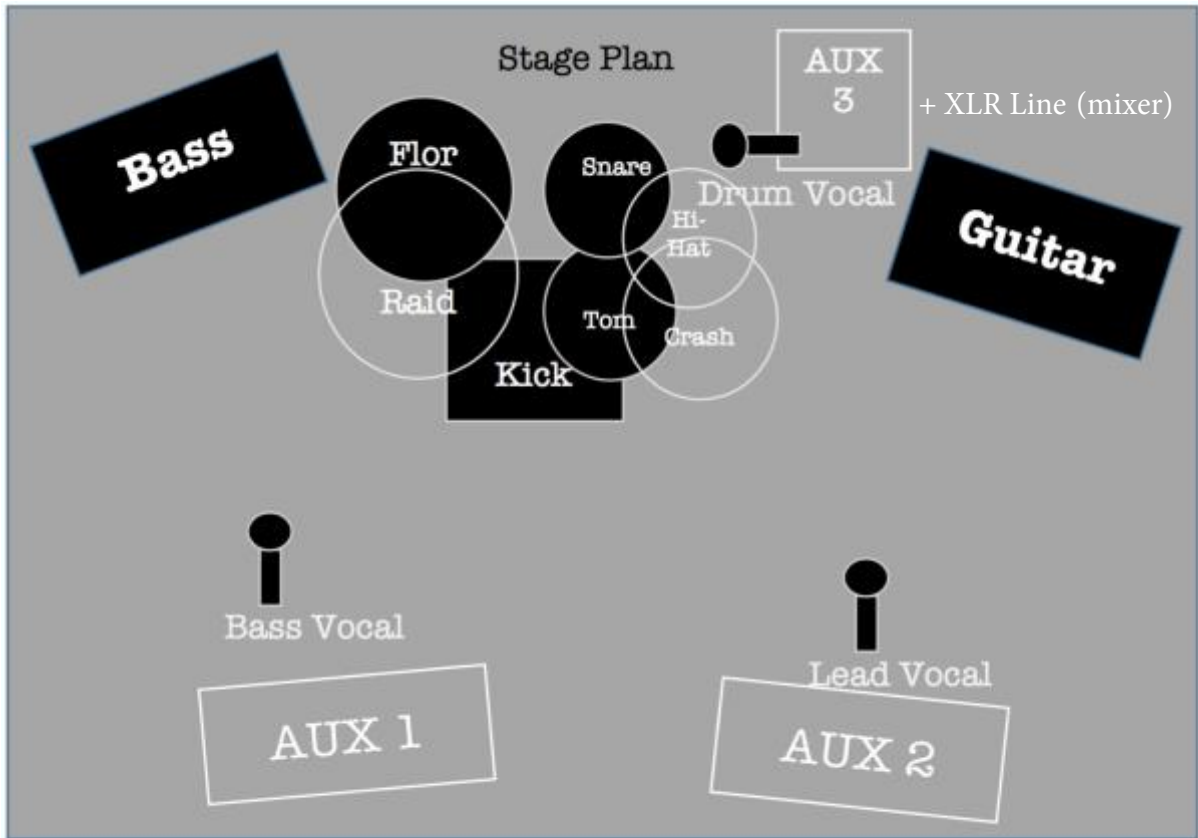 Stage Plan
AUX
3
+ XLR Line (mixer)
Bass
Flor
Snare
Drum Vocal
Hi-
Hat
Guitar
Raid
Tom
Crash
Kick
Bass Vocal
Lead Vocal
AUX 1
AUX 2